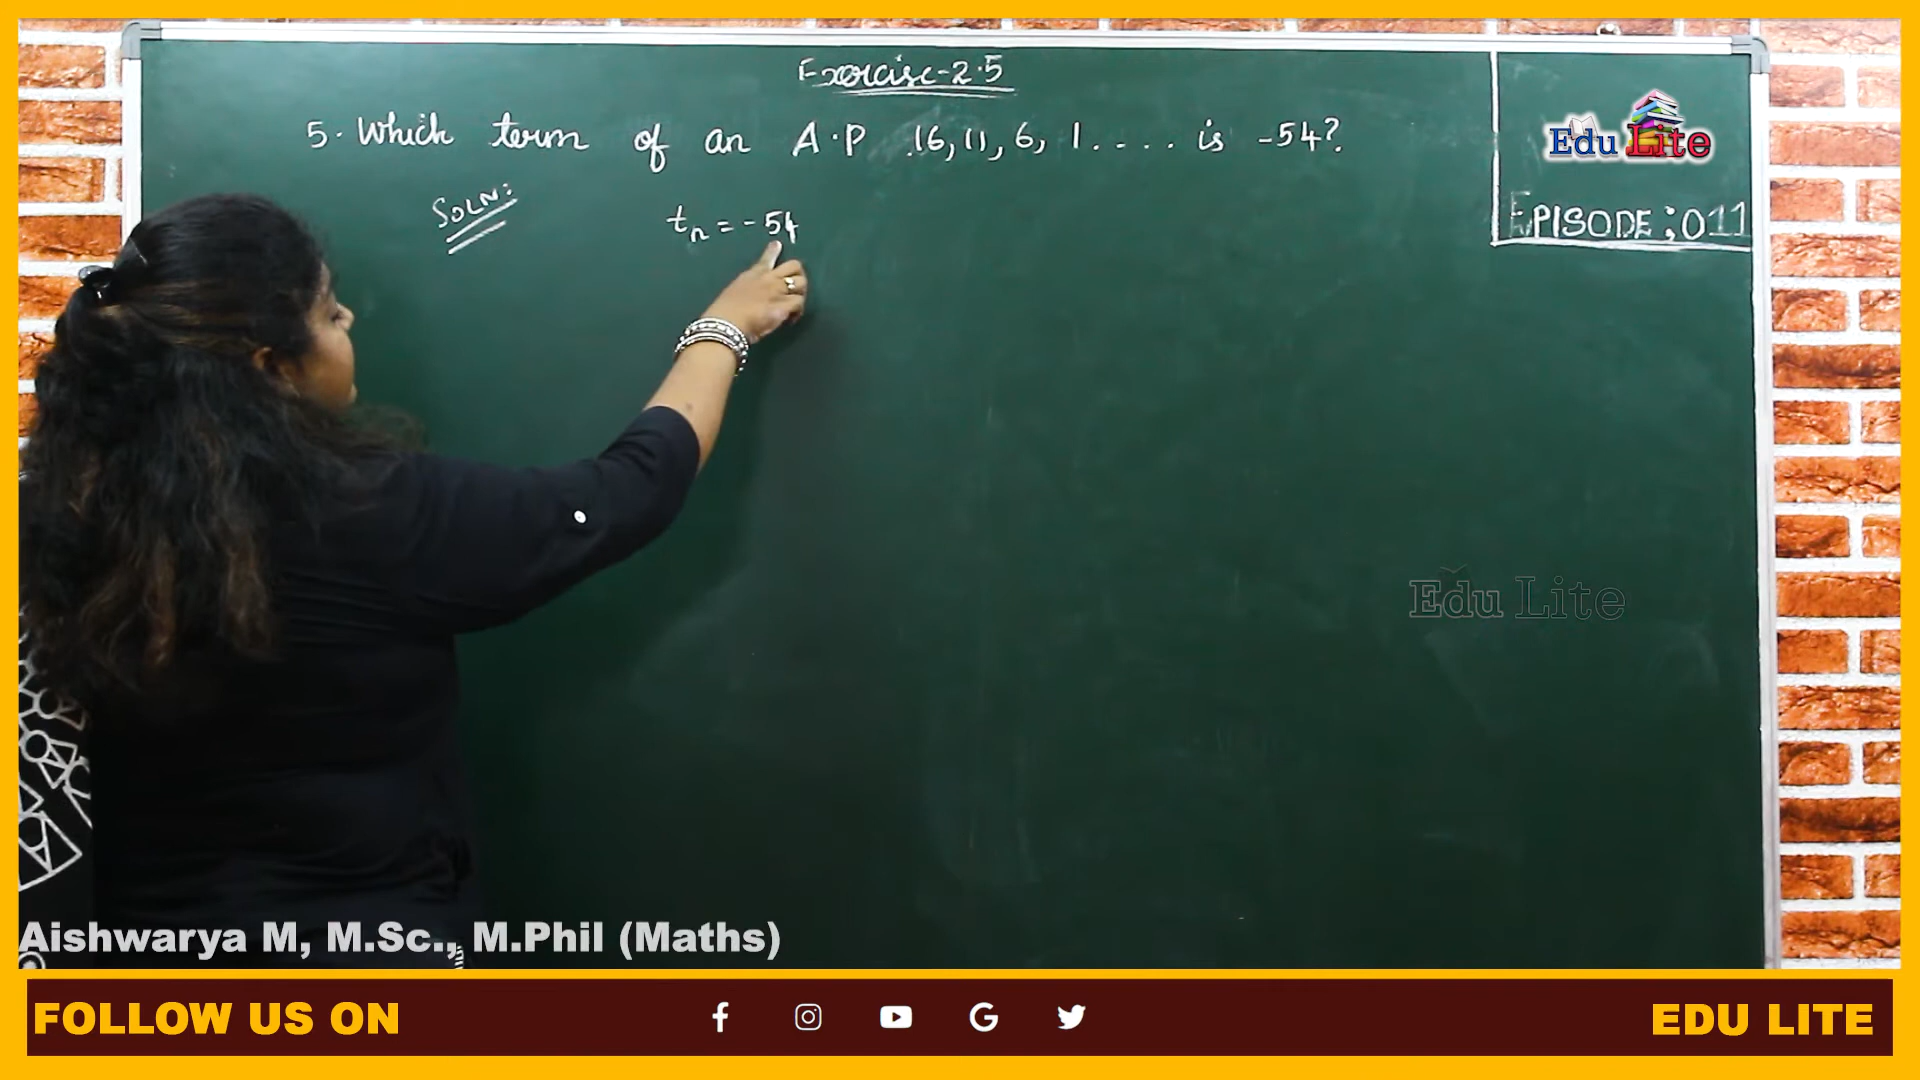 Exercise-2.5
5. Which term of an A.P 16, 11, 6, 1 .... is -54?
Edu Lite
SOLN:
tn = -54
EPISODE:011
Edu Lite
Aishwarya M, M.Sc., M.Phil (Maths)
FOLLOW US ON
EDU LITE